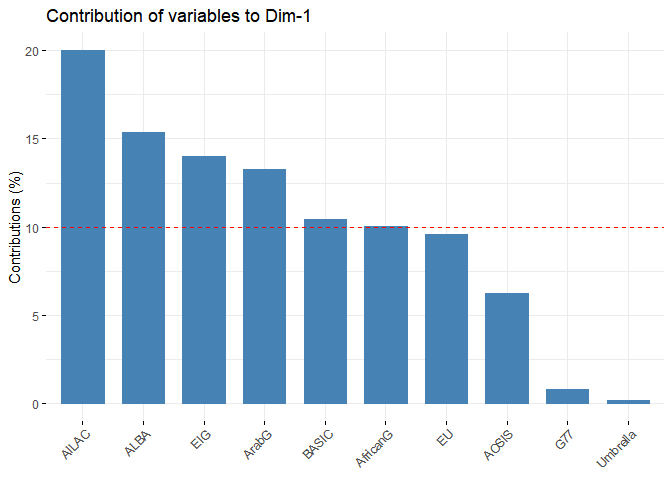 Contribution of variables to Dim-1
Contributions (%)
20
15
10
5
0
AILAC
ALBA
EIG
ArabG
BASIC
AfricanG
EU
AOSIS
G77
Umbrella